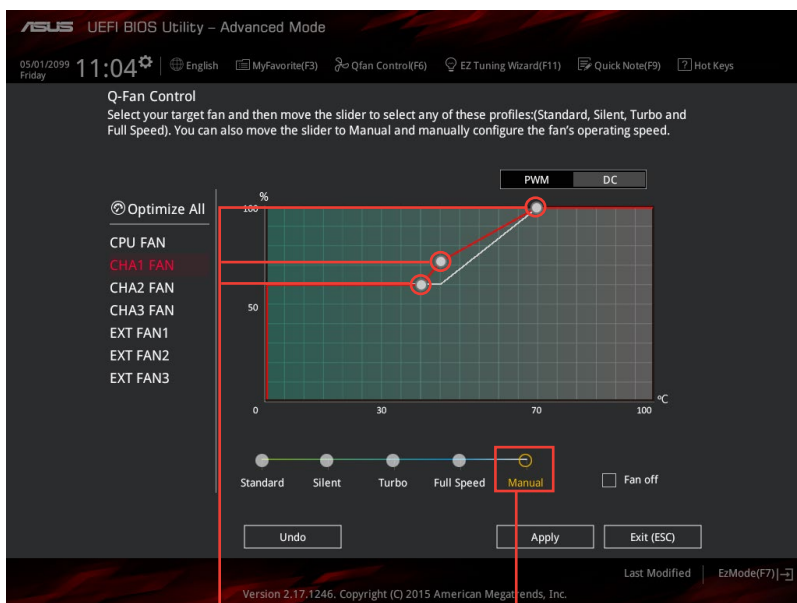 ASUS UEFI BIOS Utility – Advanced Mode
05/01/2099 11:04 English MyFavorite(F3) Qfan Control(F6) EZ Tuning Wizard(F11) Quick Note(F9) ? Hot Keys
Friday
Q-Fan Control
Select your target fan and then move the slider to select any of these profiles:(Standard, Silent, Turbo and
Full Speed). You can also move the slider to Manual and manually configure the fan's operating speed.
PWM DC
%
100
Optimize All
CPU FAN
CHA1 FAN
CHA2 FAN
CHA3 FAN
50
EXT FAN1
EXT FAN2
EXT FAN3
°C
0 30 70 100
Standard Silent Turbo Full Speed Manual Fan off
Undo Apply Exit (ESC)
Last Modified EzMode(F7)
Version 2.17.1246. Copyright (C) 2015 American Megatrends, Inc.